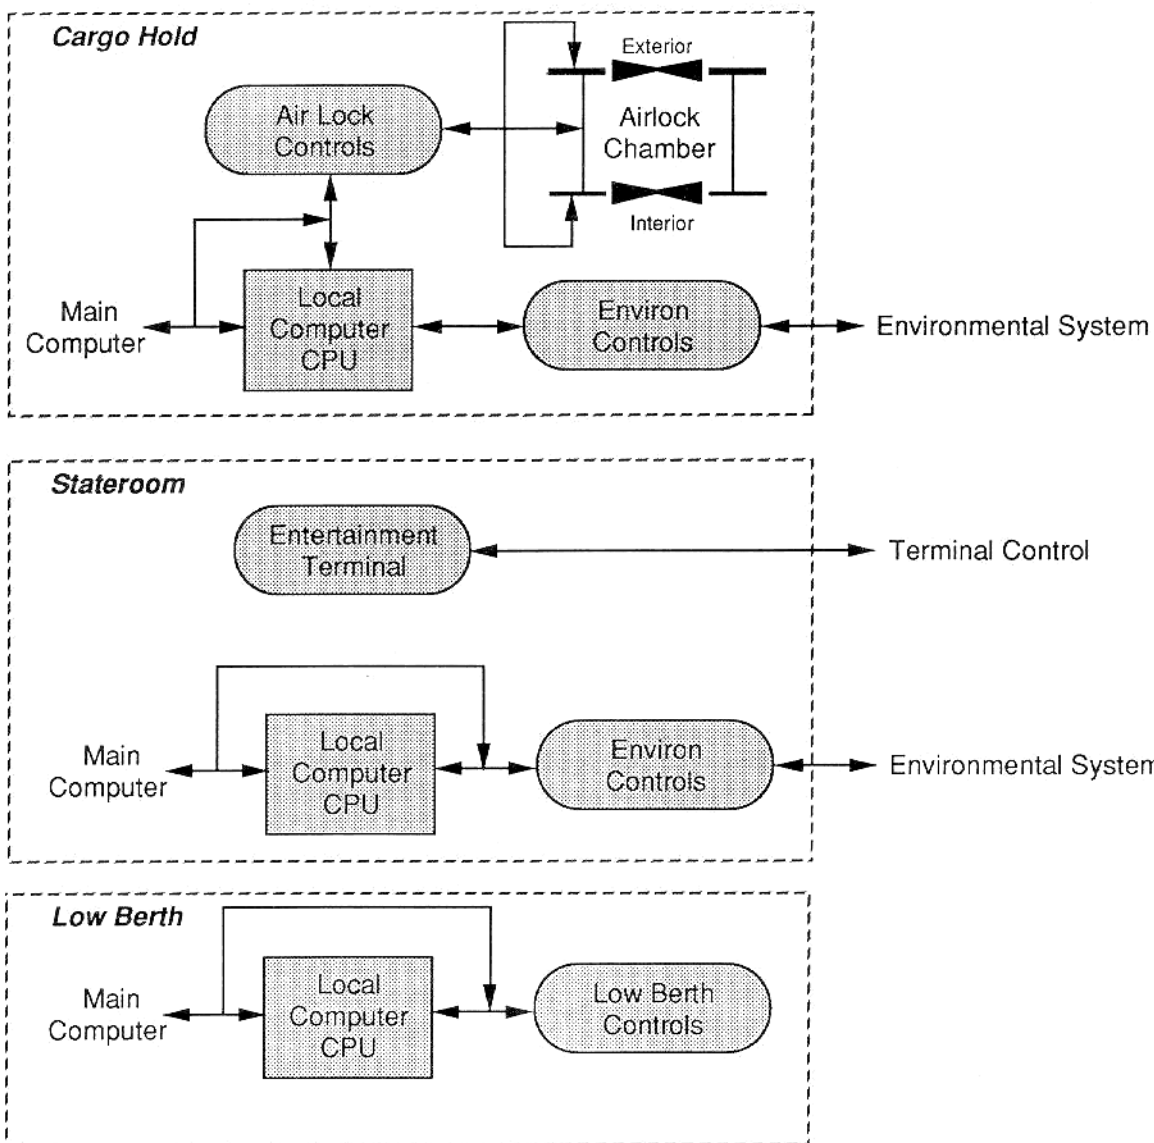 Cargo Hold
Exterior
Air Lock
Controls
Airlock
Chamber
Interior
Main
Computer
Local
Computer
CPU
Environ
Controls
Environmental System
Stateroom
Entertainment
Terminal
Terminal Control
Main
Computer
Local
Computer
CPU
Environ
Controls
Environmental System
Low Berth
Main
Computer
Local
Computer
CPU
Low Berth
Controls